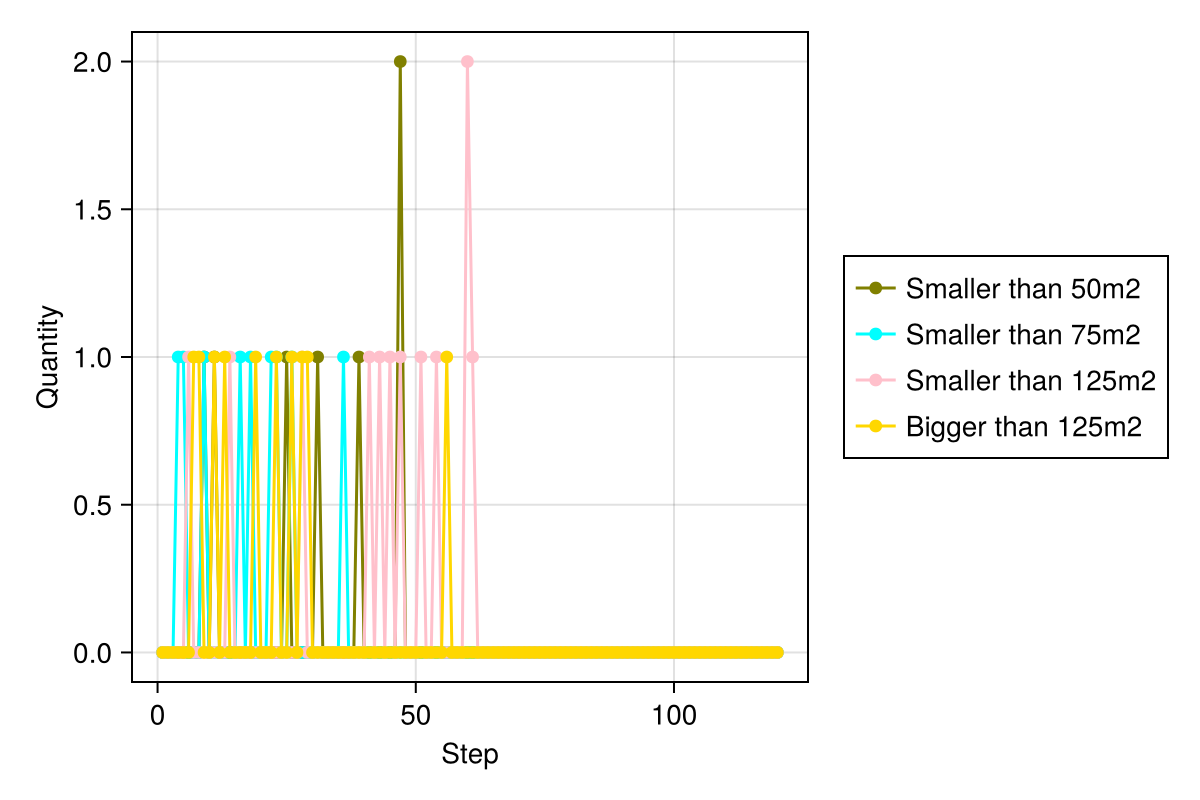 2.0
1.5
1.0
0.5
0.0
Quantity
0
50
100
Step
Smaller than 50m2
Smaller than 75m2
Smaller than 125m2
Bigger than 125m2